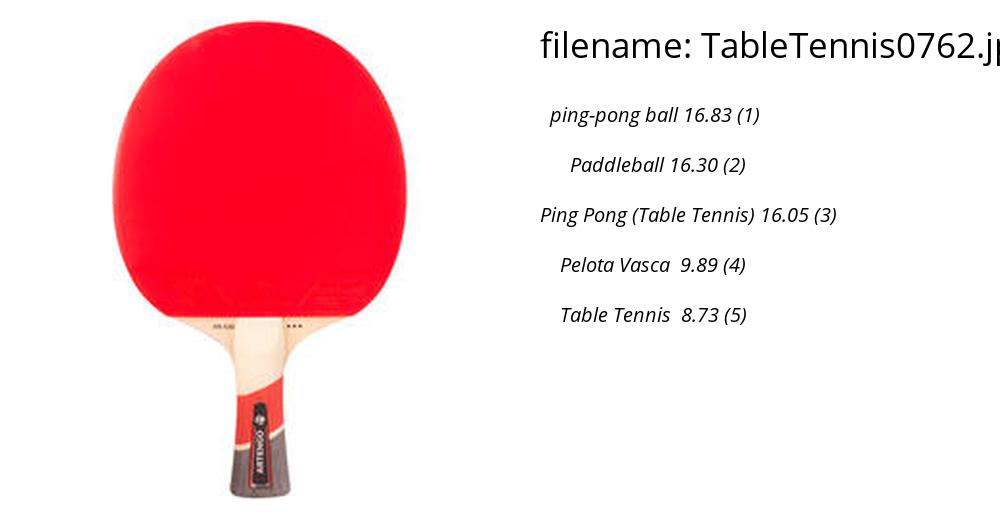 filename: TableTennis0762.jp
ping-pong ball 16.83 (1)
Paddleball 16.30 (2)
Ping Pong (Table Tennis) 16.05 (3)
Pelota Vasca 9.89 (4)
Table Tennis 8.73 (5)
ARTENGO